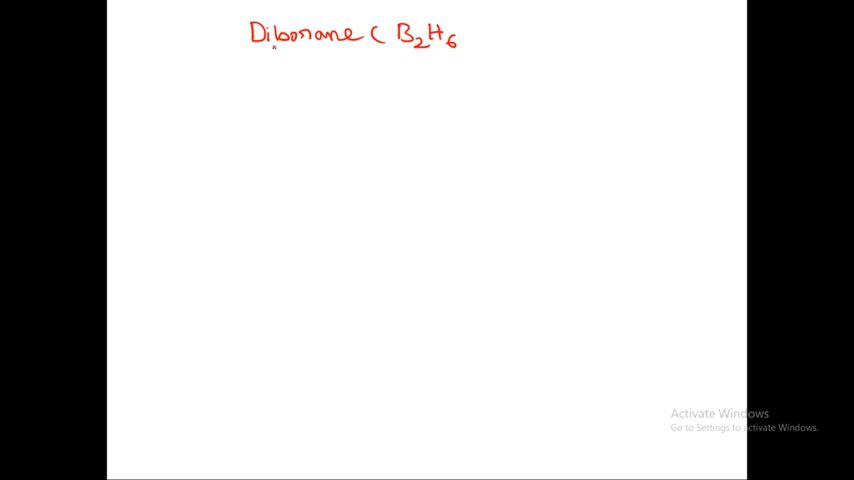 Diborane ( B₂H₆
Activate Windows
Go to Settings to activate Windows.